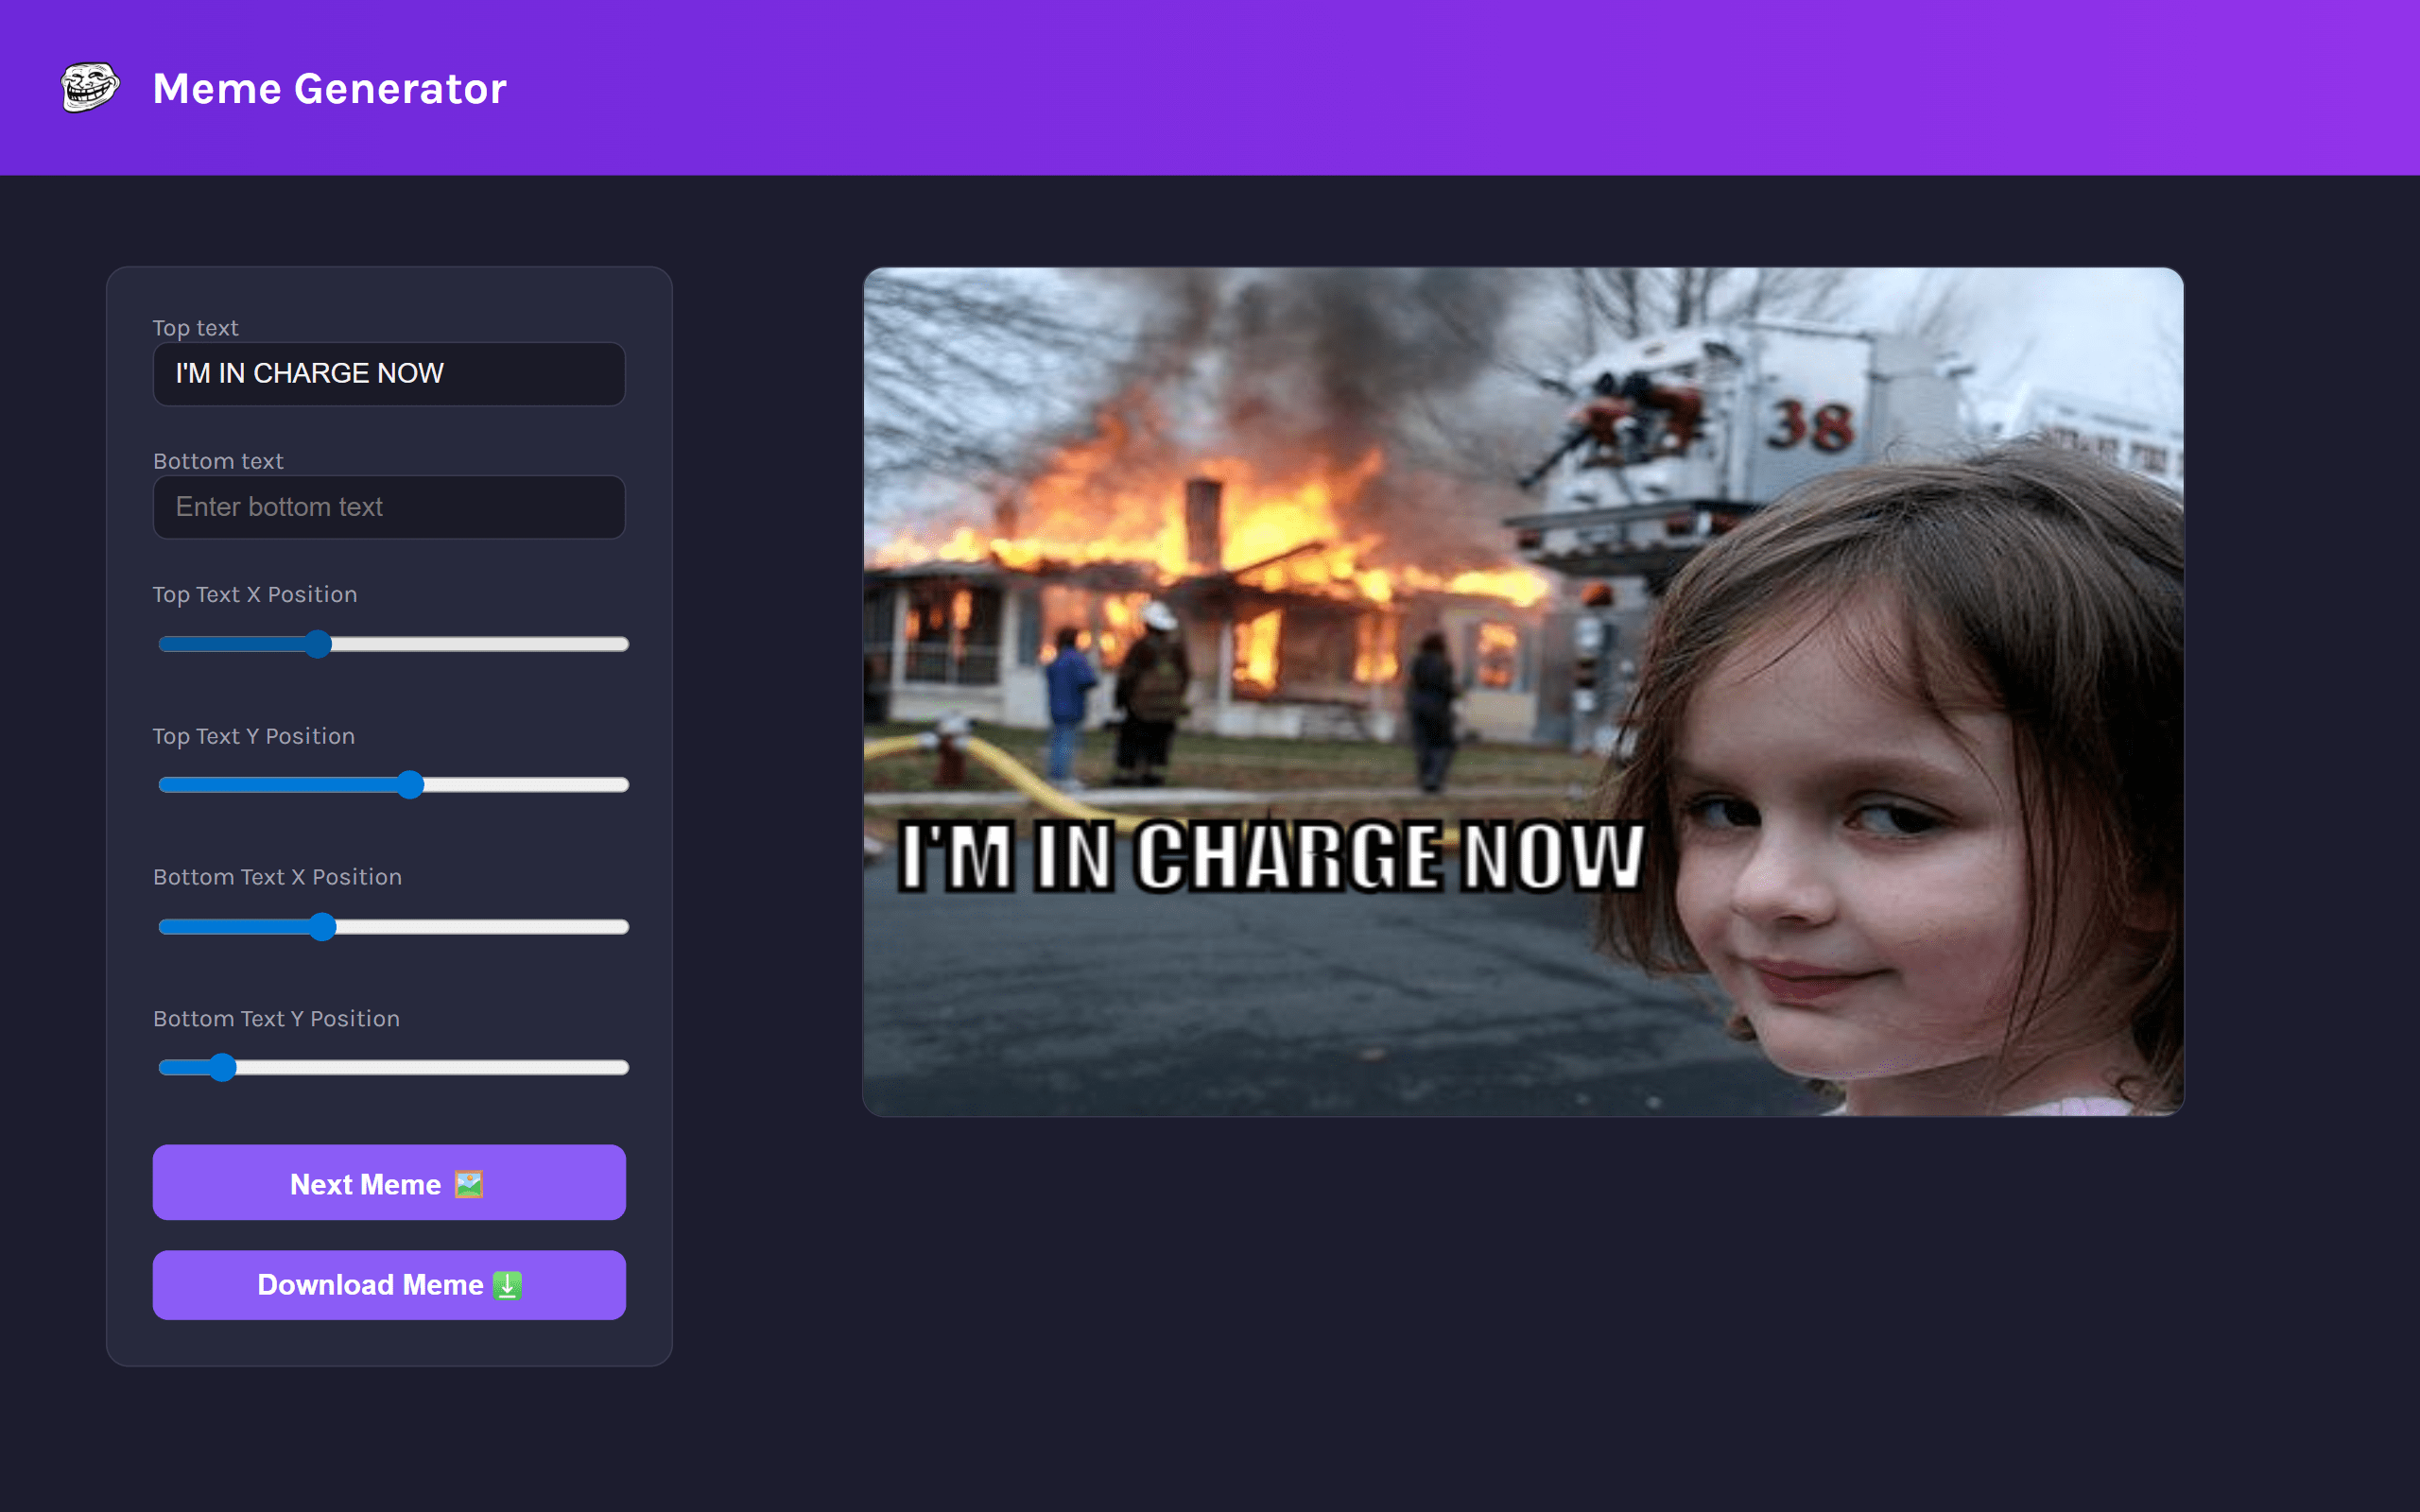 Meme Generator
Top text
I'M IN CHARGE NOW
Bottom text
Enter bottom text
Top Text X Position
Top Text Y Position
Bottom Text X Position
Bottom Text Y Position
Next Meme
Download Meme
38
I'M IN CHARGE NOW